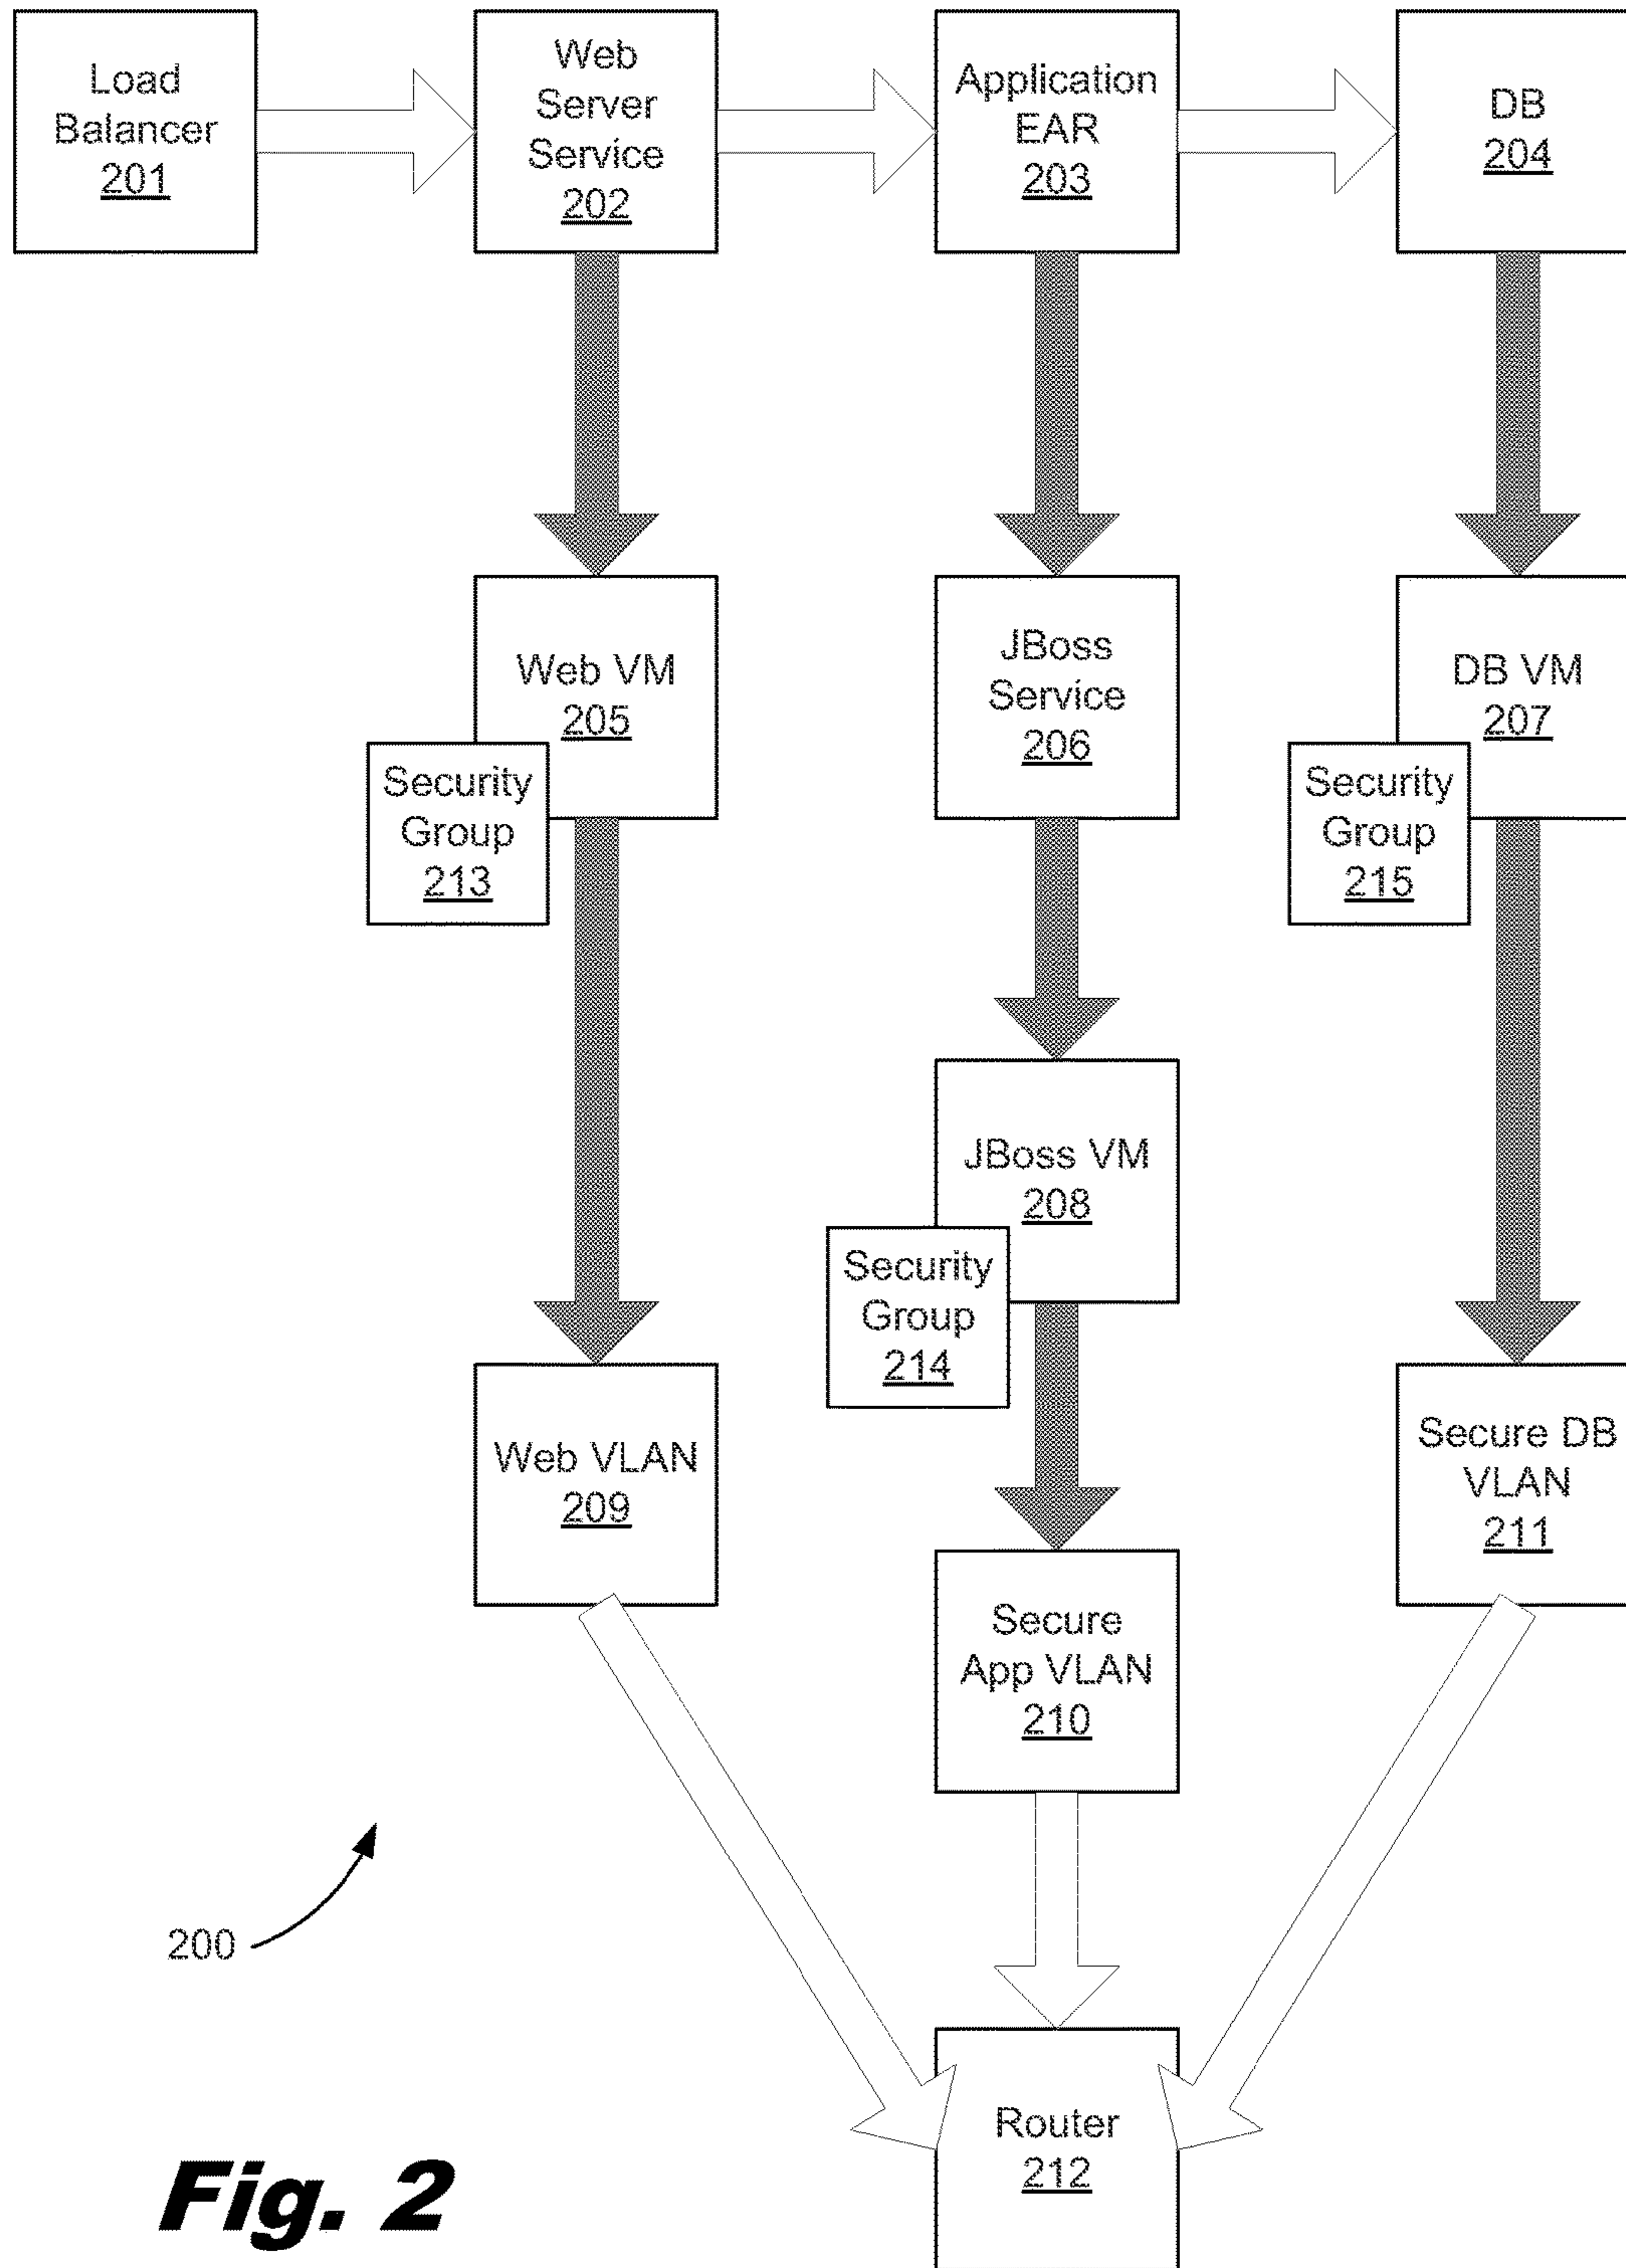 Load
Balancer
201
Web
Server
Service
202
Application
EAR
203
DB
204
Web VM
205
Security
Group
213
JBoss
Service
206
DB VM
207
Security
Group
215
JBoss VM
208
Security
Group
214
Web VLAN
209
Secure DB
VLAN
211
Secure
App VLAN
210
200
Router
212
Fig. 2